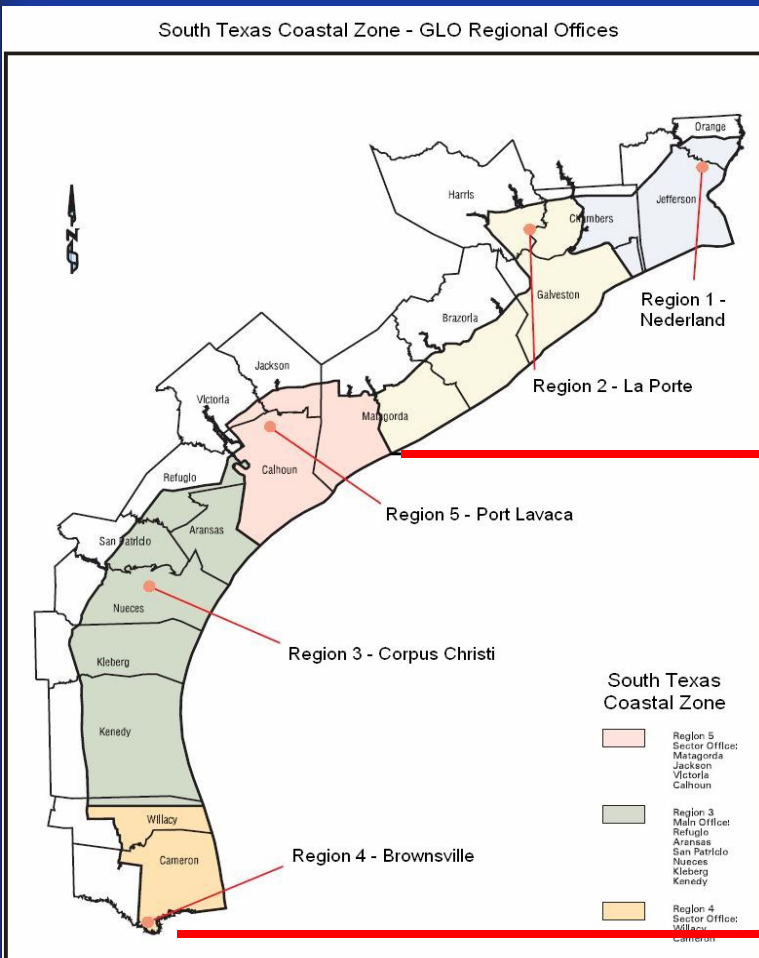 South Texas Coastal Zone - GLO Regional Offices
Orange
Harris
Jefferson
Chambers
N
Galveston
Region 1 -
Nederland
Brazoria
Jackson
Region 2 - La Porte
Victoria
Matagorda
Calhoun
Refugio
Region 5 - Port Lavaca
Aransas
San Patricio
Nueces
Region 3 - Corpus Christi
Kleberg
Kenedy
South Texas
Coastal Zone
Region 5
Sector Office:
Matagorda
Jackson
Victoria
Calhoun
Region 3
Main Office:
Refugio
Aransas
San Patricio
Nueces
Kleberg
Kenedy
Willacy
Cameron
Region 4 - Brownsville
Region 4
Sector Office:
Willacy
Cameron